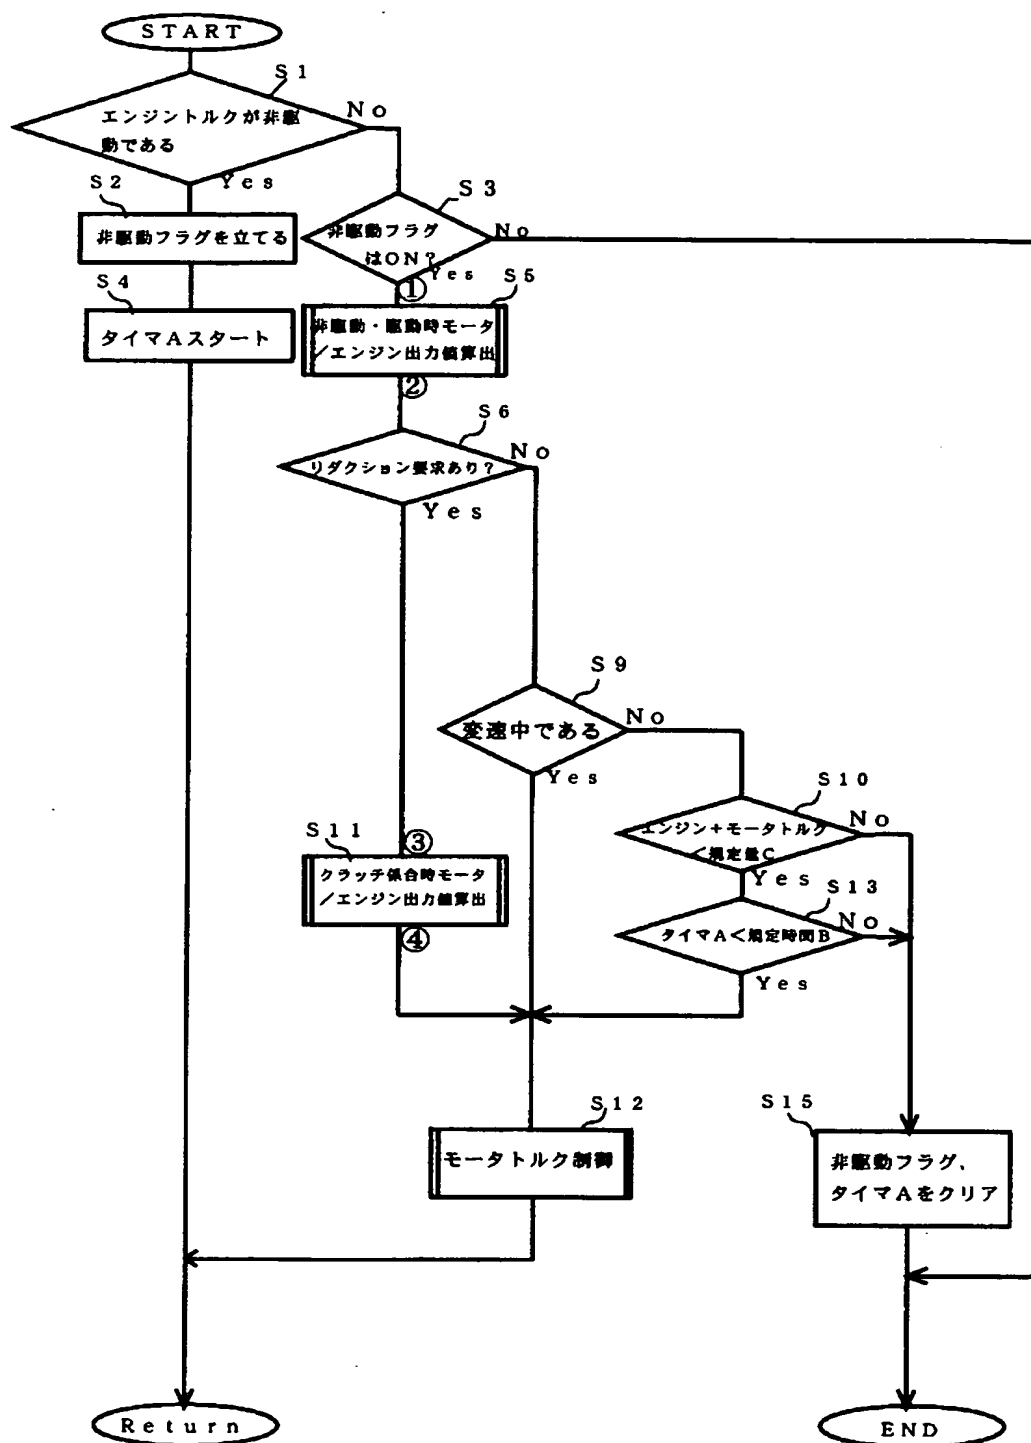 START
S1
エンジントルクが非駆
動である
No
Yes
S2
非駆動フラグを立てる
S3
非駆動フラグ
はON?
No
Yes
①
S4
タイマAスタート
S5
非駆動・駆動時モータ
/エンジン出力値算出
②
S6
リダクション要求あり?
No
Yes
S9
変速中である
No
Yes
S10
エンジン+モータトルク
<規定量C
No
Yes
S11
③
クラッチ係合時モータ
/エンジン出力値算出
④
S13
タイマA<規定時間B
No
Yes
S12
モータトルク制御
S15
非駆動フラグ、
タイマAをクリア
Return
END